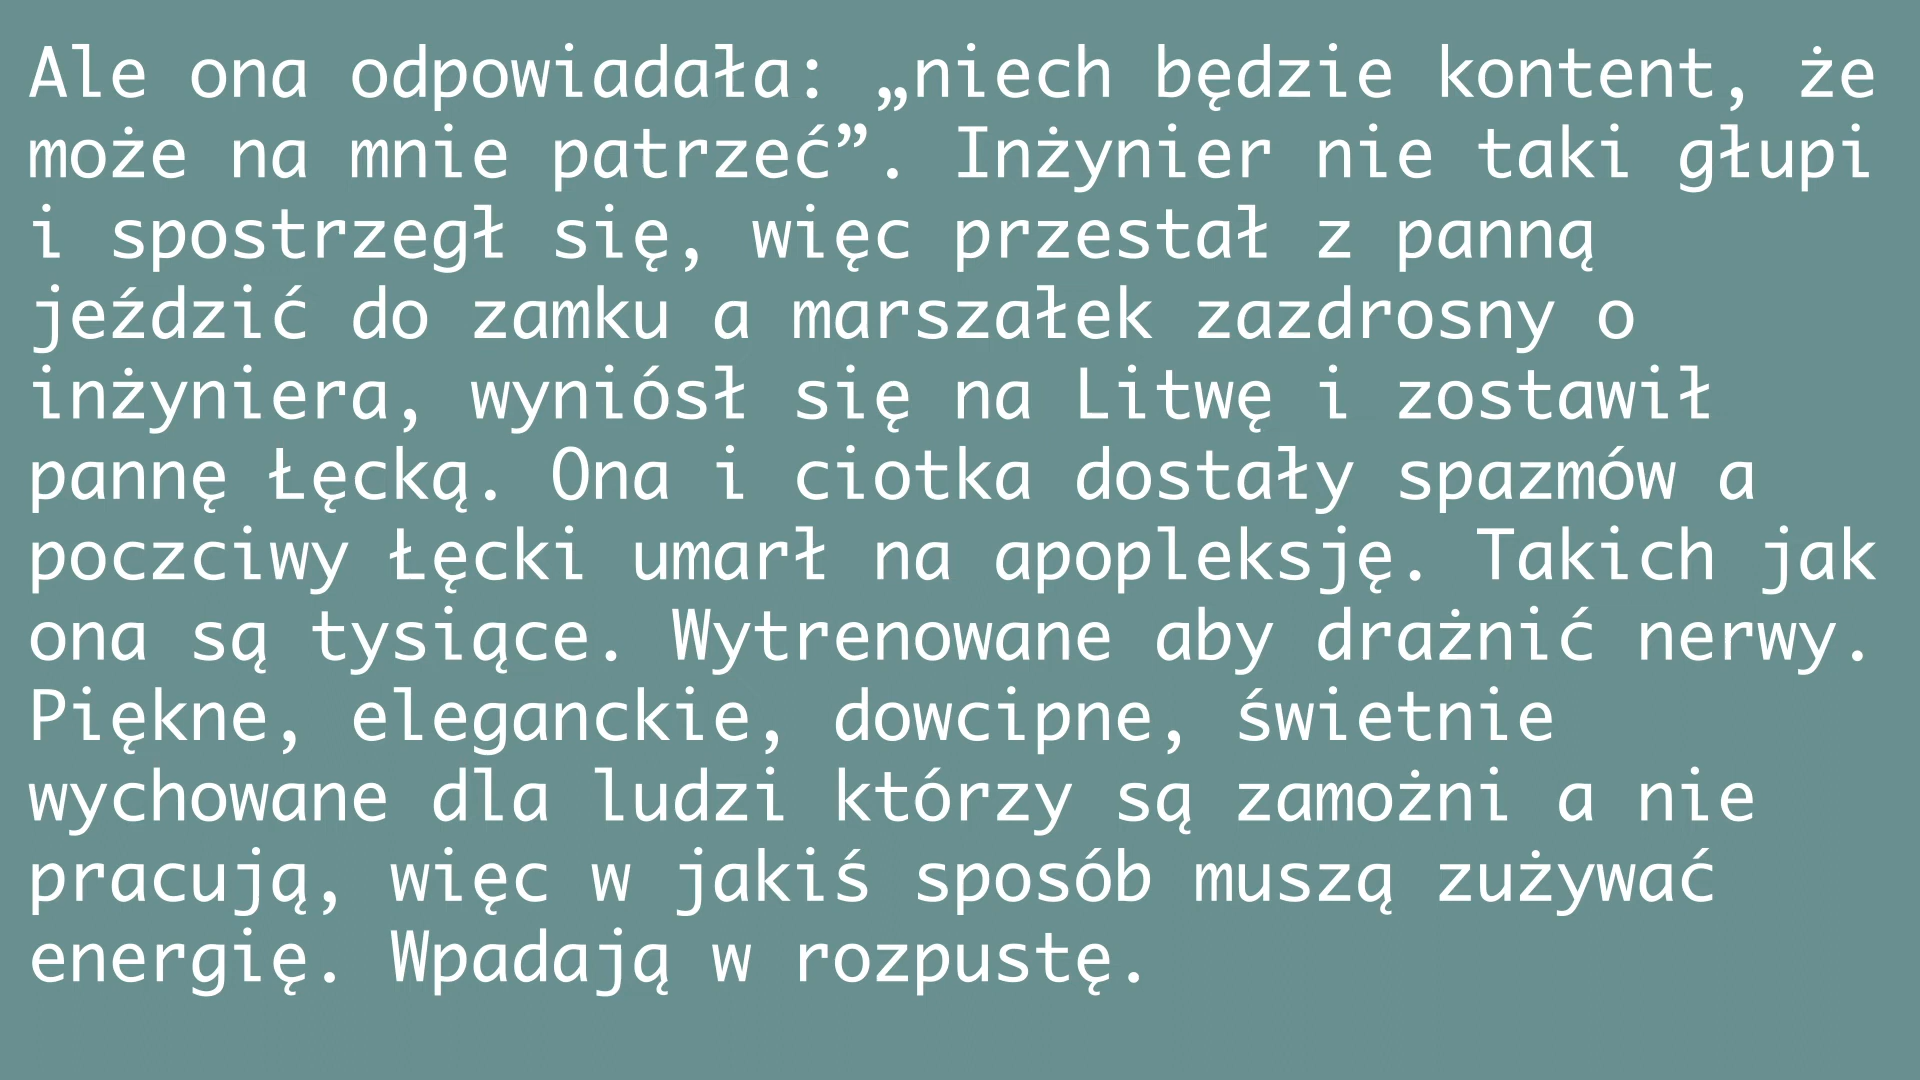 Ale ona odpowiadała: „niech będzie kontent, że
może na mnie patrzeć”. Inżynier nie taki głupi
i spostrzegł się, więc przestał z panną
jeździć do zamku a marszałek zazdrosny o
inżyniera, wyniósł się na Litwę i zostawił
pannę Łęcką. Ona i ciotka dostały spazmów a
poczciwy Łęcki umarł na apopleksję. Takich jak
ona są tysiące. Wytrenowane aby drażnić nerwy.
Piękne, eleganckie, dowcipne, świetnie
wychowane dla ludzi którzy są zamożni a nie
pracują, więc w jakiś sposób muszą zużywać
energię. Wpadają w rozpustę.